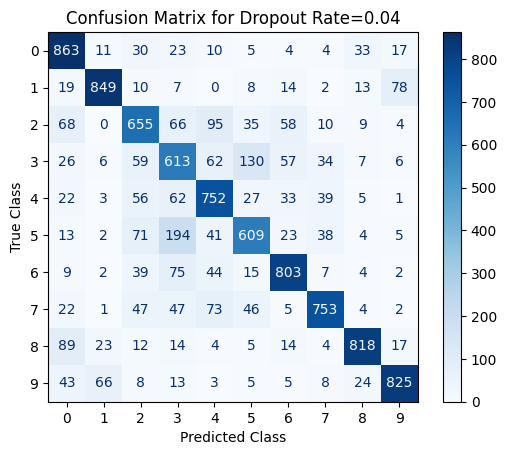 Confusion Matrix for Dropout Rate=0.04
0 863 11 30 23 10 5 4 4 33 17
1 19 849 10 7 0 8 14 2 13 78
2 68 0 655 66 95 35 58 10 9 4
3 26 6 59 613 62 130 57 34 7 6
4 22 3 56 62 752 27 33 39 5 1
5 13 2 71 194 41 609 23 38 4 5
6 9 2 39 75 44 15 803 7 4 2
7 22 1 47 47 73 46 5 753 4 2
8 89 23 12 14 4 5 14 4 818 17
9 43 66 8 13 3 5 5 8 24 825
0 1 2 3 4 5 6 7 8 9
Predicted Class
True Class
800
700
600
500
400
300
200
100
0